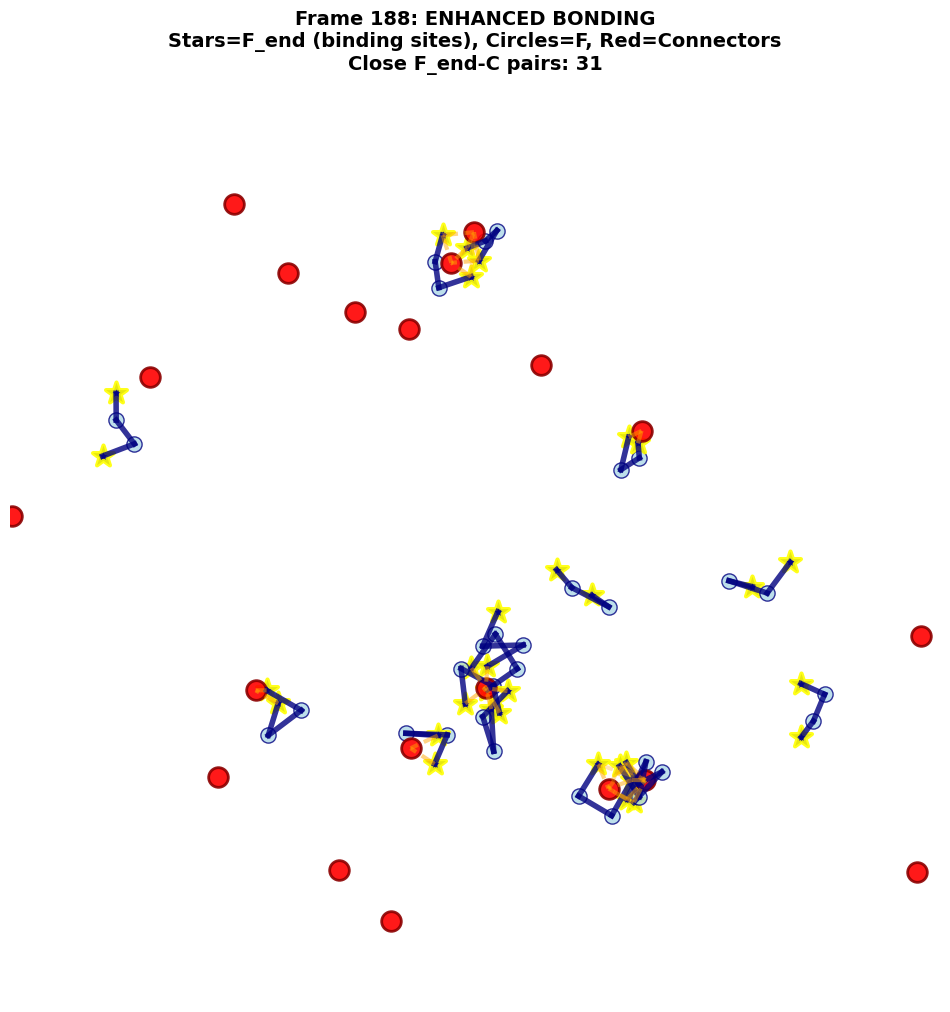 Frame 188: ENHANCED BONDING
Stars=F_end (binding sites), Circles=F, Red=Connectors
Close F_end-C pairs: 31